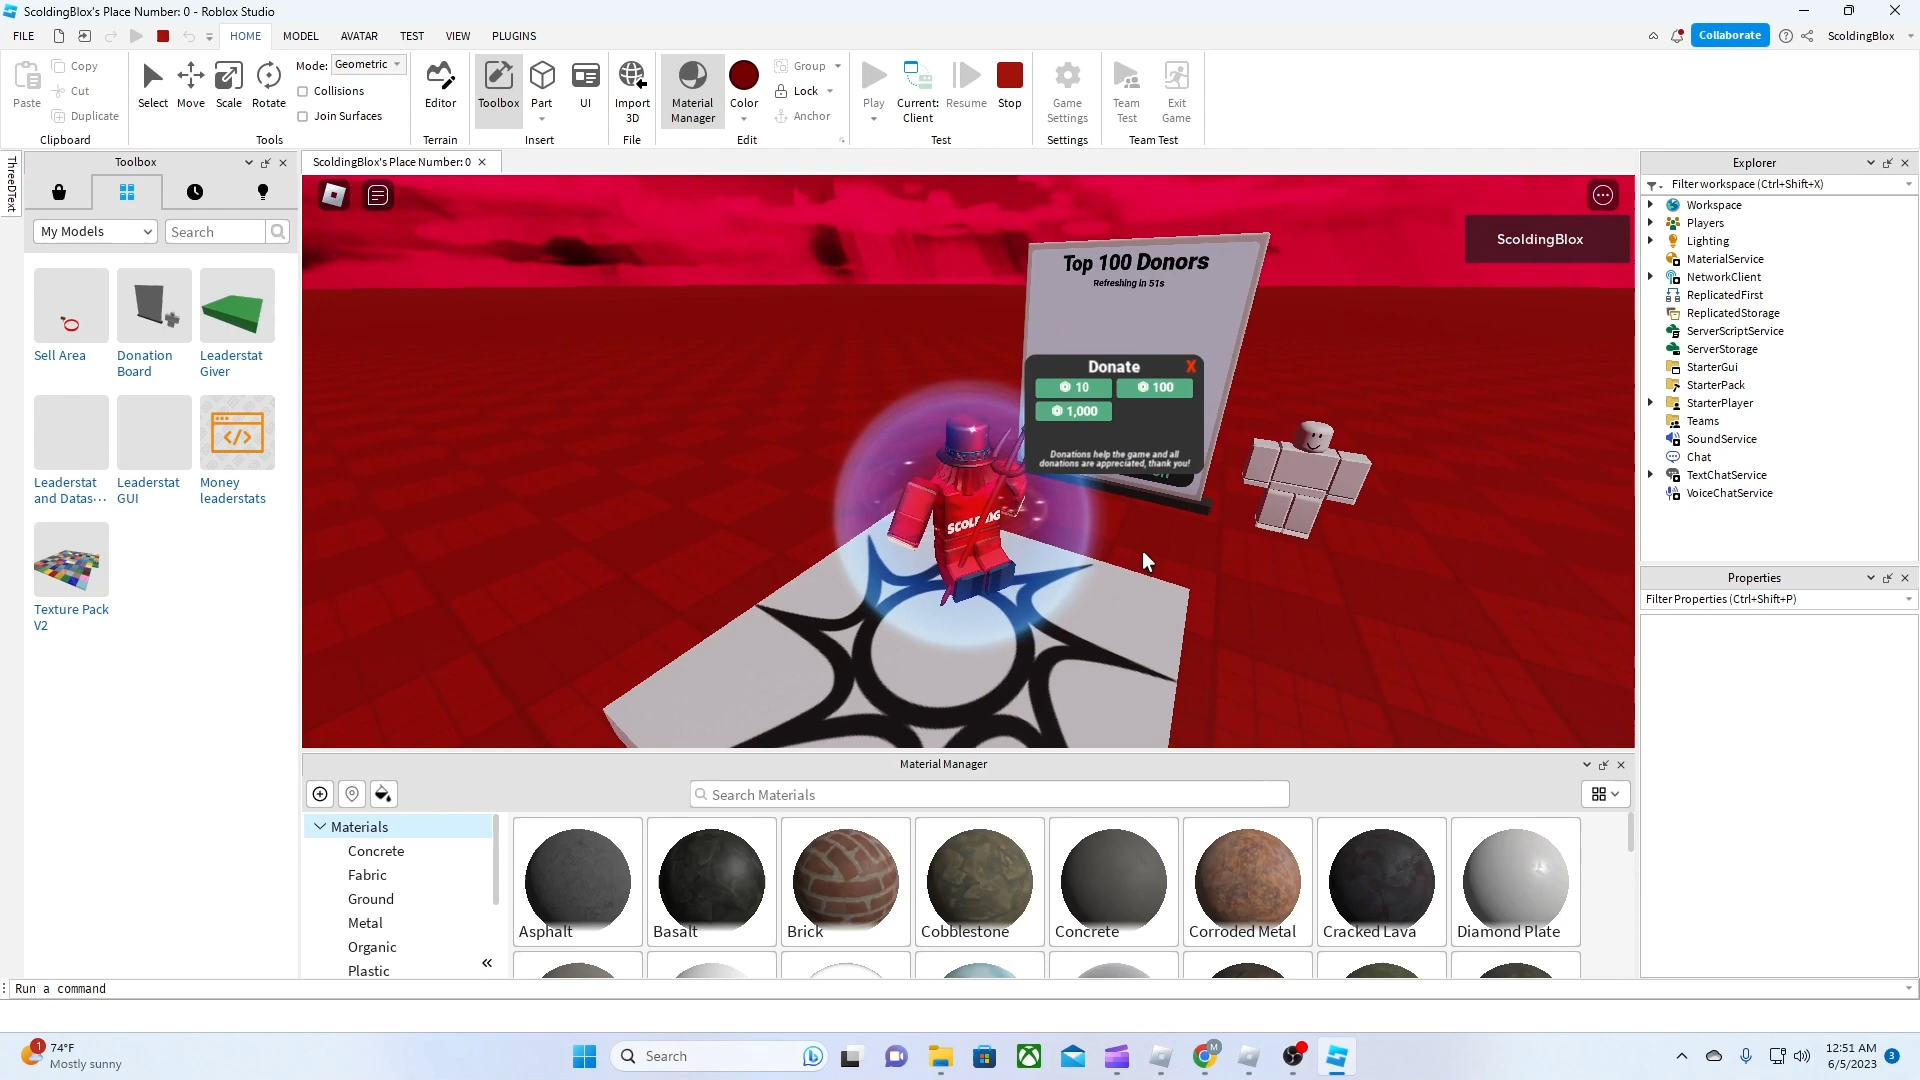 ScoldingBlox's Place Number: 0 - Roblox Studio
FILE HOME MODEL AVATAR TEST VIEW PLUGINS
Collaborate ScoldingBlox
Paste Copy Cut Duplicate
Clipboard
Select Move Scale Rotate
Mode: Geometric
Collisions
Join Surfaces
Tools
Editor
Terrain
Toolbox Part UI
Insert
Import 3D
File
Material Manager Color
Group
Lock
Anchor
Edit
Play Current: Client Resume Stop
Test
Game Settings
Settings
Team Test Exit Game
Team Test
ThreeDText
Toolbox
My Models
Search
Sell Area
Donation Board
Leaderstat Giver
Leaderstat and Datas...
Leaderstat GUI
Money leaderstats
Texture Pack V2
ScoldingBlox's Place Number: 0
ScoldingBlox
Top 100 Donors
Refreshing in 51s
Donate X
10 100
1,000
Donations help the game and all
donations are appreciated, thank you!
Explorer
Filter workspace (Ctrl+Shift+X)
Workspace
Players
Lighting
MaterialService
NetworkClient
ReplicatedFirst
ReplicatedStorage
ServerScriptService
ServerStorage
StarterGui
StarterPack
StarterPlayer
Teams
SoundService
Chat
TextChatService
VoiceChatService
Properties
Filter Properties (Ctrl+Shift+P)
Material Manager
Search Materials
Materials
Concrete
Fabric
Ground
Metal
Organic
Plastic
Asphalt Basalt Brick Cobblestone Concrete Corroded Metal Cracked Lava Diamond Plate
Run a command
1
74°F
Mostly sunny
Search
M
12:51 AM
6/5/2023
3